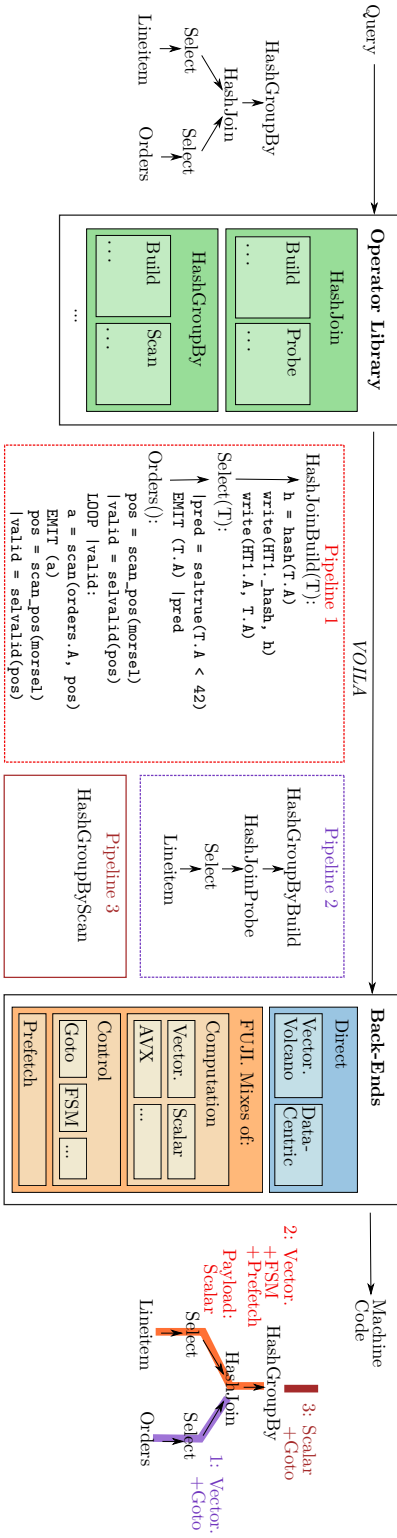 Query
HashGroupBy
HashJoin
Select
Select
Lineitem
Orders
Operator Library
HashJoin
Build
...
Probe
...
HashGroupBy
Build
...
Scan
...
...
VOILA
Pipeline 1
HashJoinBuild(T):
h = hash(T.A)
write(HT1._hash, h)
write(HT1.A, T.A)
Select(T):
|pred = seltrue(T.A < 42)
EMIT (T.A) |pred
Orders():
pos = scan_pos(morsel)
|valid = selvalid(pos)
LOOP |valid:
a = scan(orders.A, pos)
EMIT (a)
pos = scan_pos(morsel)
|valid = selvalid(pos)
Pipeline 2
HashGroupByBuild
HashJoinProbe
Select
Lineitem
Pipeline 3
HashGroupByScan
Back-Ends
Direct
Vector.
Volcano
Data-
Centric
FUJI. Mixes of:
Computation
Vector.
Scalar
AVX
...
Control
Goto
FSM
...
Prefetch
Machine
Code
3: Scalar
+Goto
2: Vector.
+FSM
+Prefetch
Payload:
Scalar
HashGroupBy
HashJoin
Select
Select
Lineitem
Orders
1: Vector.
+Goto